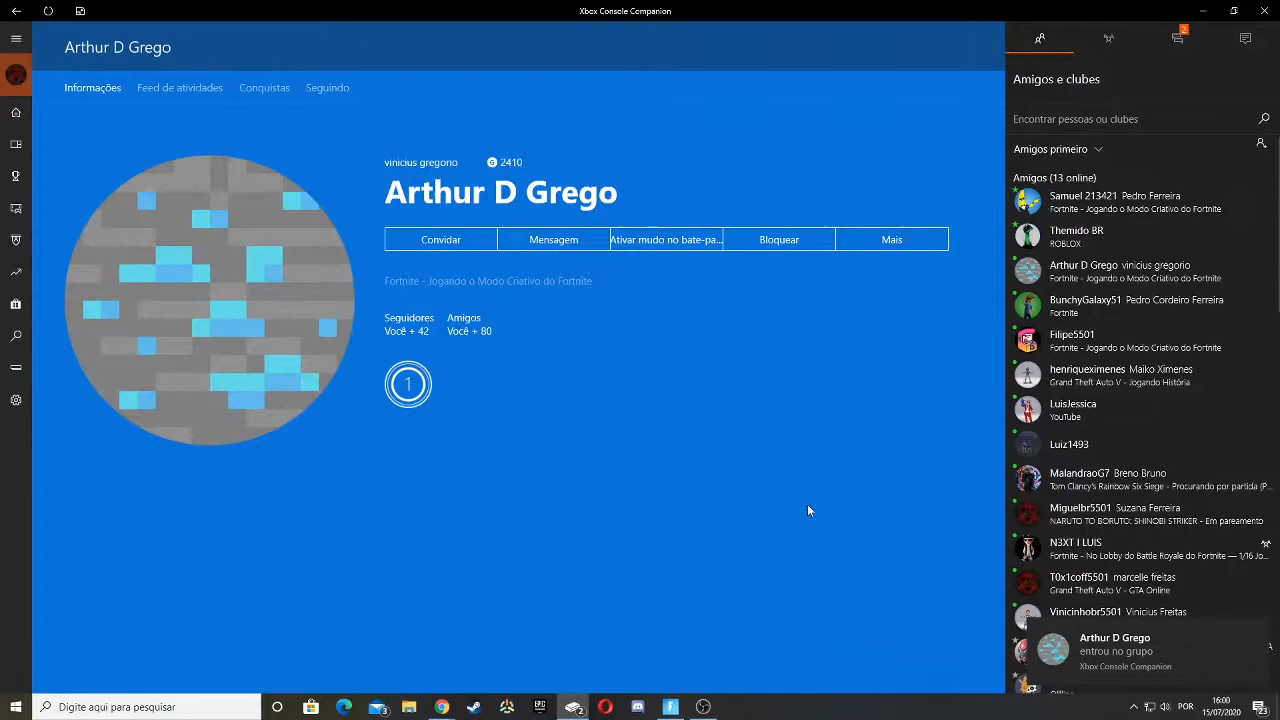 Xbox Console Companion
Arthur D Grego
Informações Feed de atividades Conquistas Seguindo
vinicius gregorio G 2410
Arthur D Grego
Convidar Mensagem Ativar mudo no bate-pa... Bloquear Mais
Fortnite - Jogando o Modo Criativo do Fortnite
Seguidores Amigos
Você + 42 Você + 80
1
2
Amigos e clubes
Encontrar pessoas ou clubes
Amigos primeiro
Amigos (13 online)
Samuel 213421 Pedro Ferreira
Fortnite - Jogando o Modo Criativo do Fortnite
Themido BR
ROBLOX
Arthur D Grego vinicius gregorio
Fortnite - Jogando o Modo Criativo do Fortnite
BunchyGalaxy51 Pedro Cordeiro Ferreira
Fortnite
Filipe5501
Fortnite - Jogando o Modo Criativo do Fortnite
henriqueximenes Maiko Ximenes
Grand Theft Auto V - Jogando História
LuisJessica
YouTube
Luiz1493
MalandraoG7 Breno Bruno
Tom Clancy's Rainbow Six Siege - Procurando por partida (P...
Miguelbr5501 Suzana Ferreira
NARUTO TO BORUTO: SHINOBI STRIKER - Em pareamento
N3XT I LUIS
Fortnite - No Lobby do Battle Royale do Fortnite — 1/16 Jo...
T0x1coff5501 marcelle freitas
Grand Theft Auto V - GTA Online
Vinicinhobr5501 Vinicius Freitas
Arthur D Grego
entrou no grupo
Xbox Console Companion
Digite aqui para pesquisar
3
EPIC
POR
16:00
15/07/2020